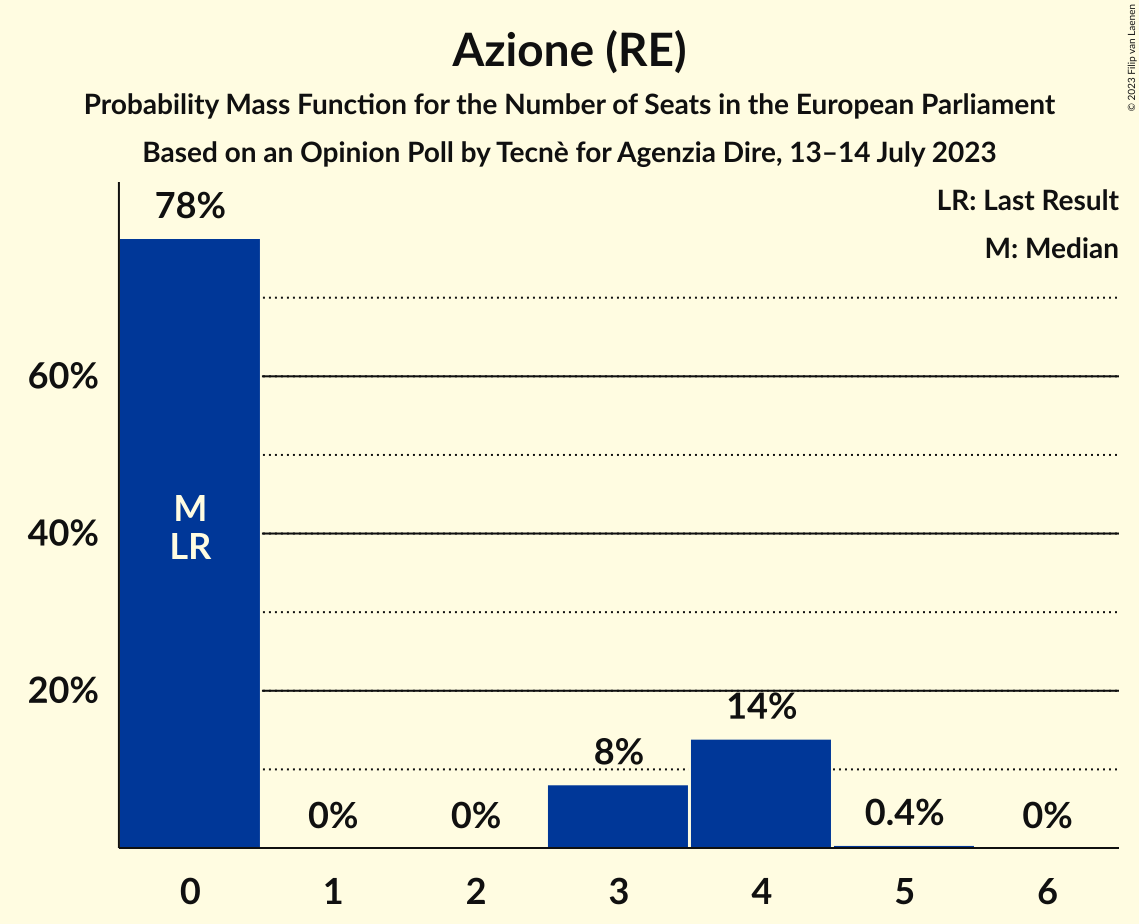 Azione (RE)
Probability Mass Function for the Number of Seats in the European Parliament
Based on an Opinion Poll by Tecnè for Agenzia Dire, 13–14 July 2023
© 2023 Filip van Laenen
LR: Last Result
M: Median
78%
60%
40%
20%
M
LR
0%
0%
8%
14%
0.4%
0%
0 1 2 3 4 5 6